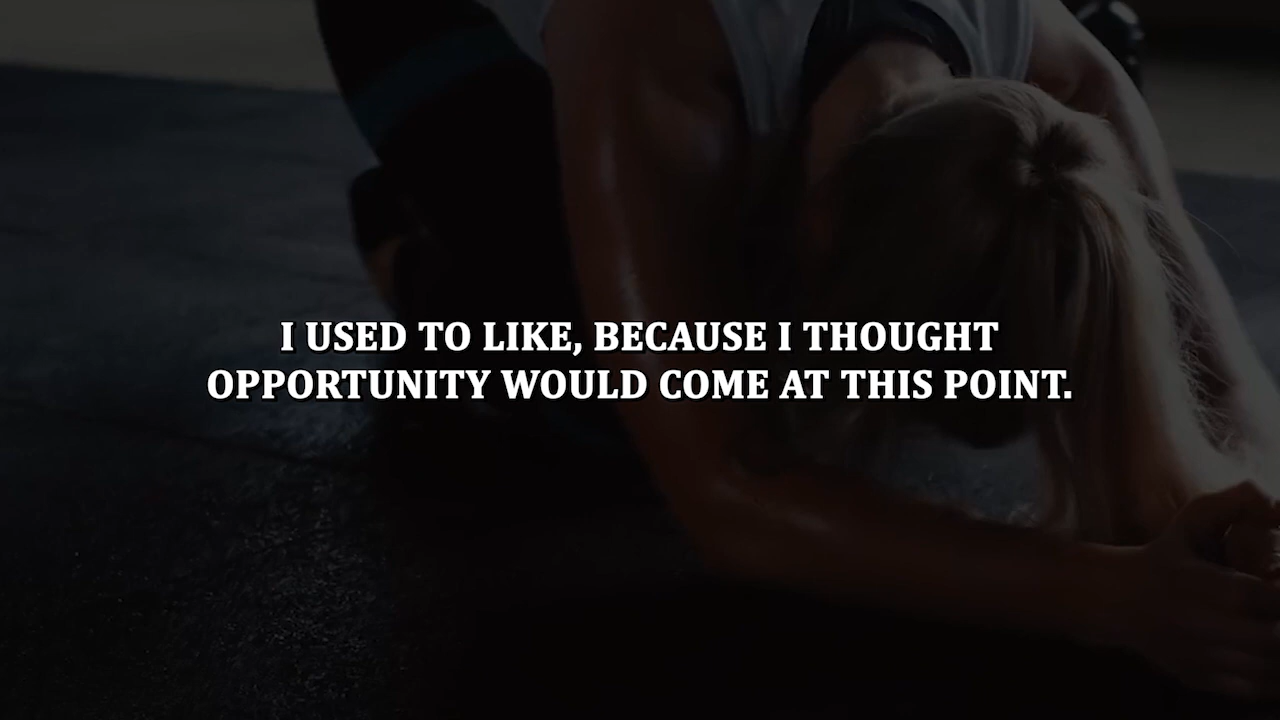 I USED TO LIKE, BECAUSE I THOUGHT
OPPORTUNITY WOULD COME AT THIS POINT.